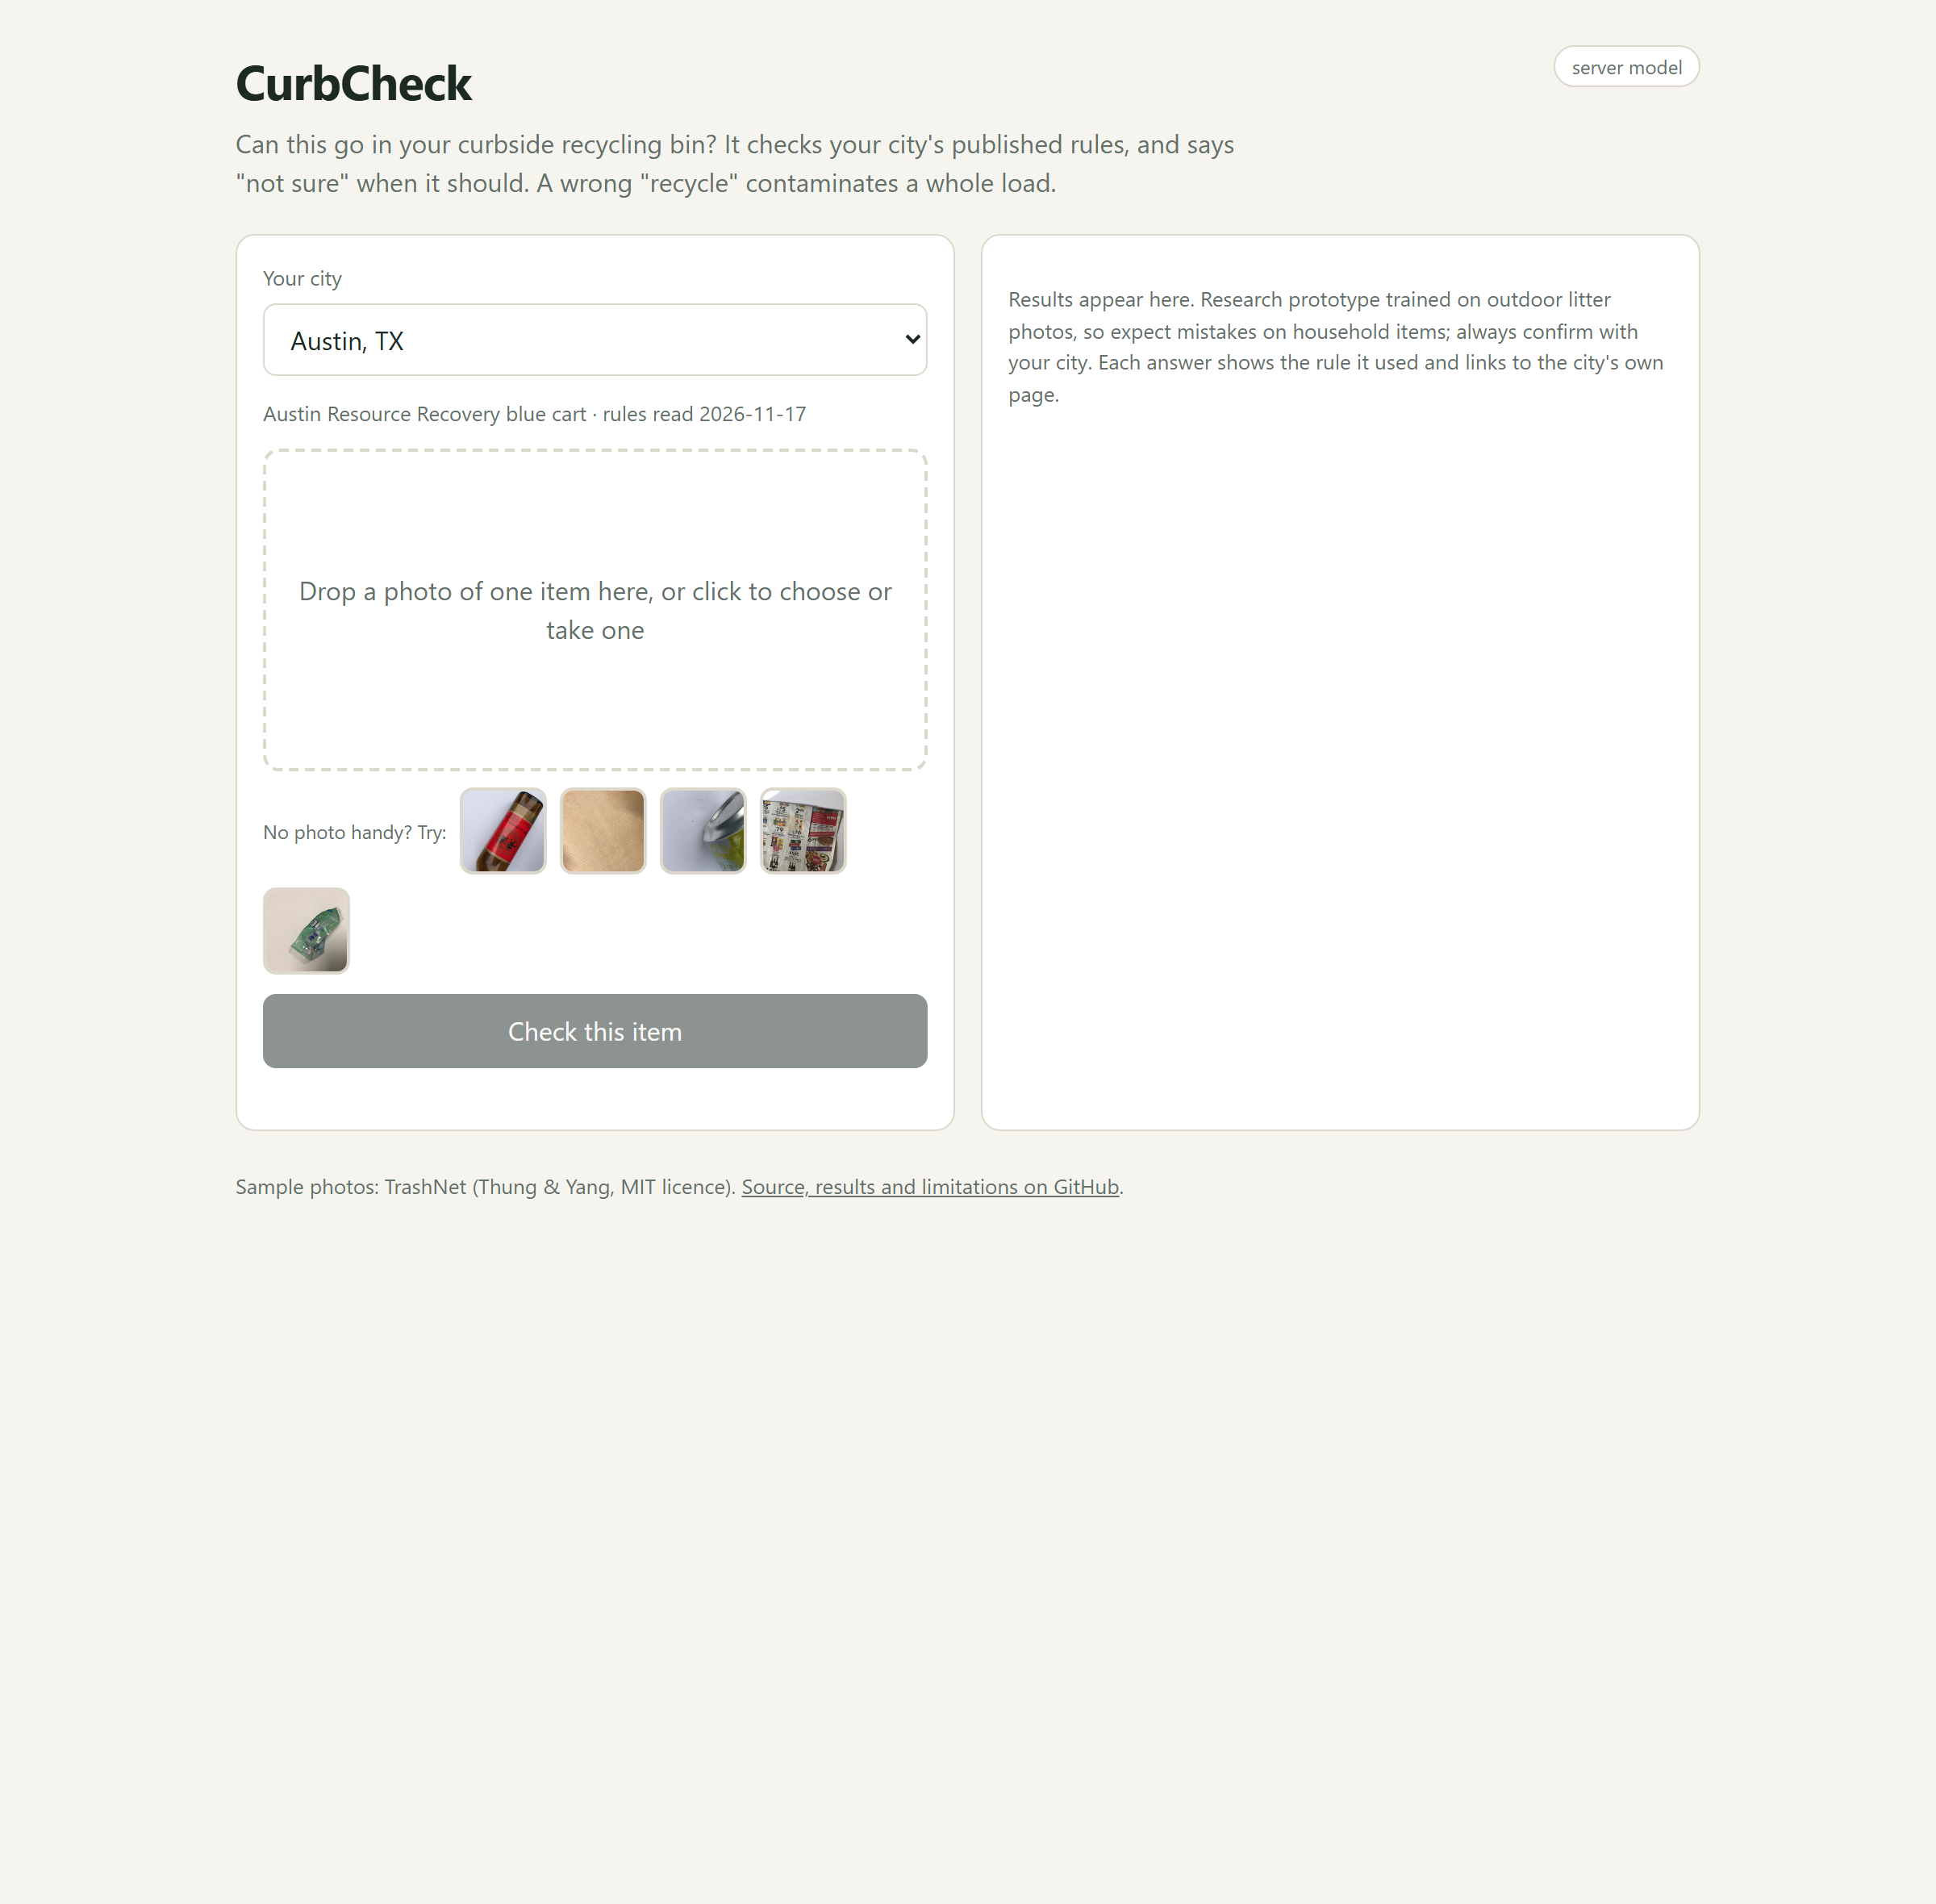 CurbCheck
server model
Can this go in your curbside recycling bin? It checks your city's published rules, and says
"not sure" when it should. A wrong "recycle" contaminates a whole load.
Your city
Austin, TX
Austin Resource Recovery blue cart · rules read 2026-11-17
Drop a photo of one item here, or click to choose or
take one
No photo handy? Try:
Check this item
Results appear here. Research prototype trained on outdoor litter
photos, so expect mistakes on household items; always confirm with
your city. Each answer shows the rule it used and links to the city's own
page.
Sample photos: TrashNet (Thung & Yang, MIT licence). Source, results and limitations on GitHub.